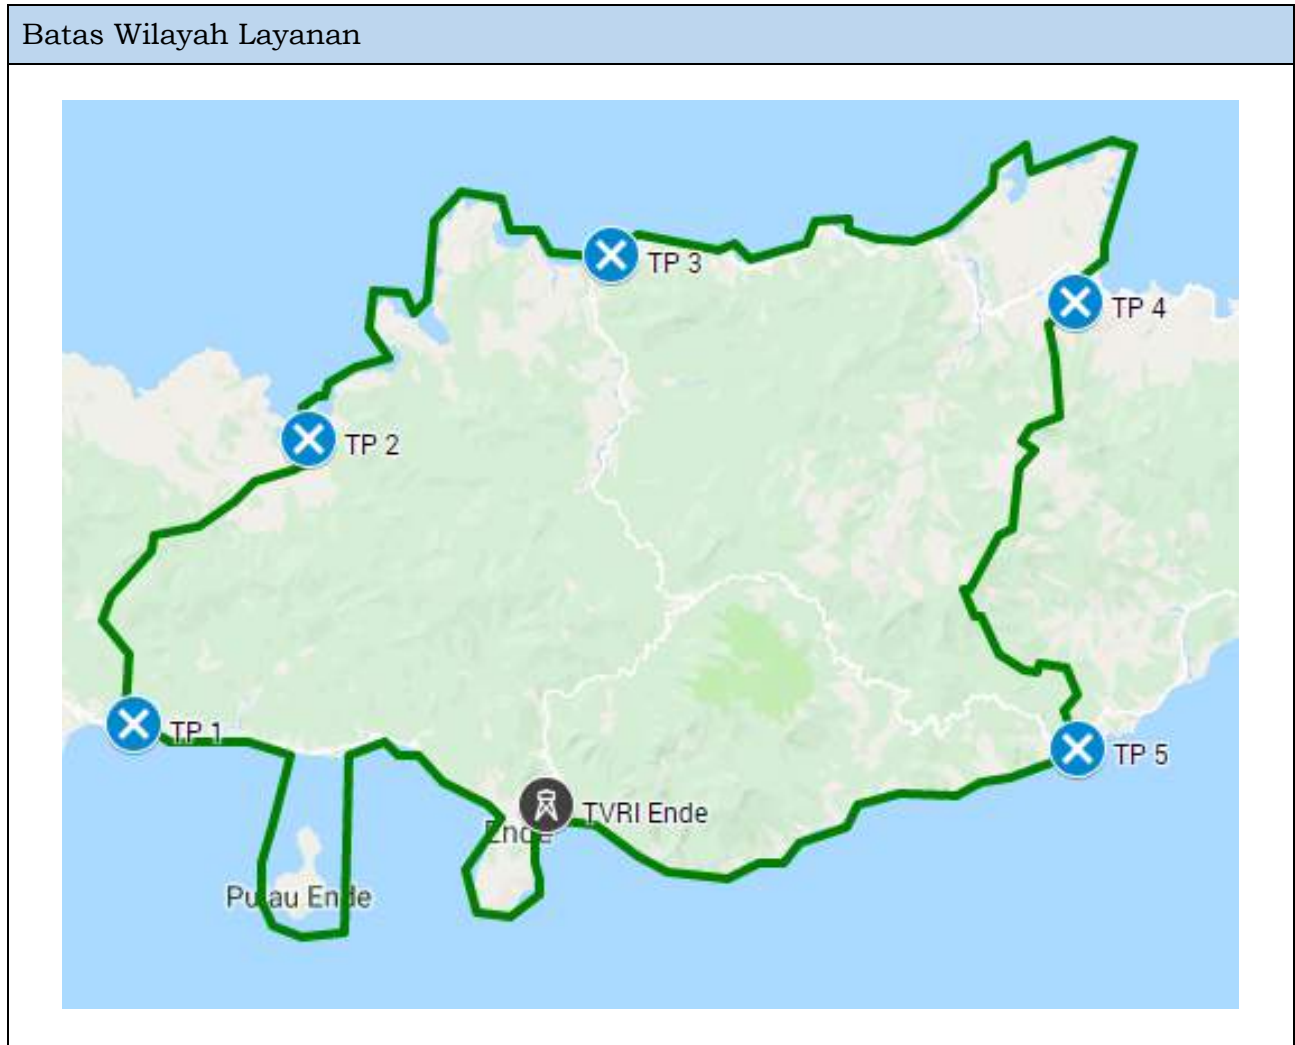 Batas Wilayah Layanan
TP 3
TP 4
TP 2
TP 1
TP 5
TVRI Ende
Ende
Pulau Ende